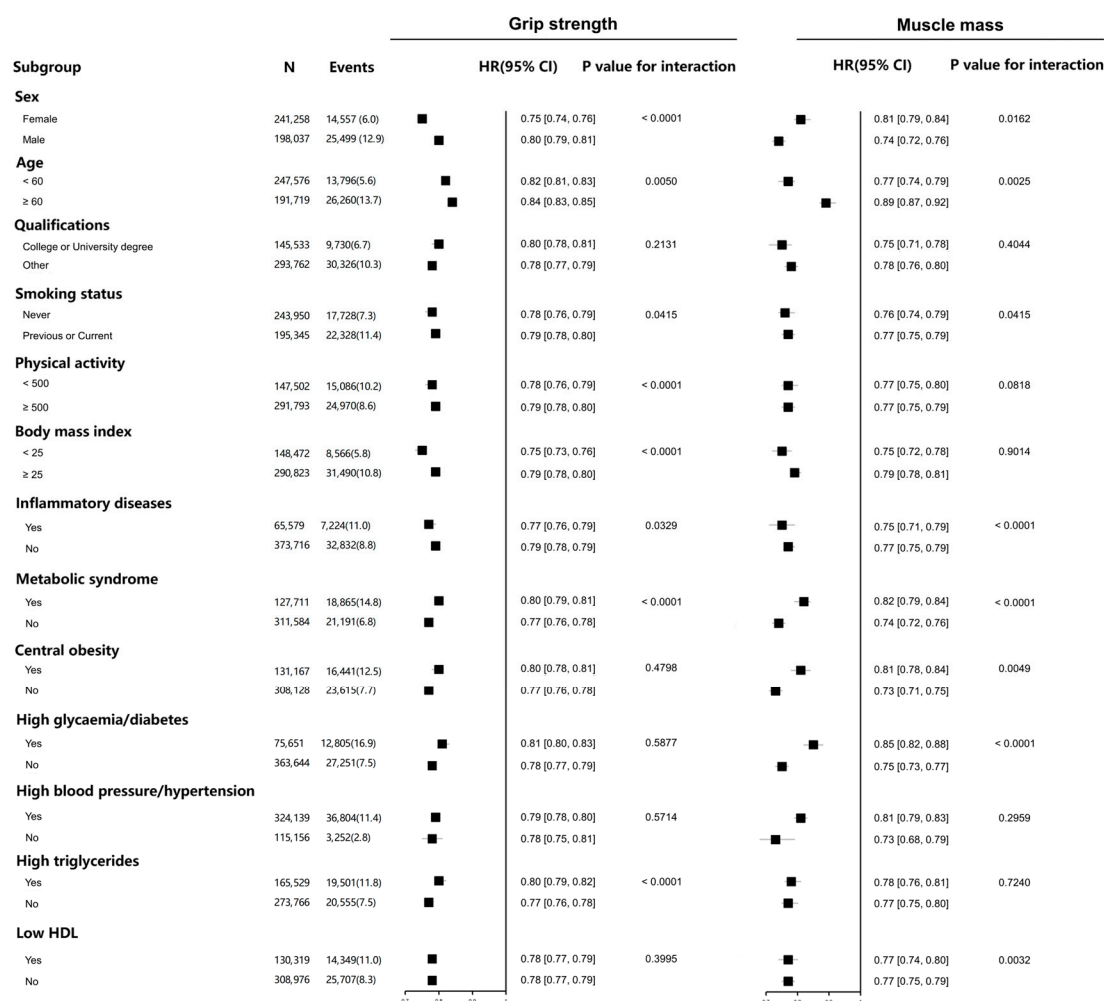 Grip strength Muscle mass
Subgroup N Events HR(95% CI) P value for interaction HR(95% CI) P value for interaction
Sex
Female 241,258 14,557 (6.0) 0.75 [0.74, 0.76] < 0.0001 0.81 [0.79, 0.84] 0.0162
Male 198,037 25,499 (12.9) 0.80 [0.79, 0.81] 0.74 [0.72, 0.76]
Age
< 60 247,576 13,796(5.6) 0.82 [0.81, 0.83] 0.0050 0.77 [0.74, 0.79] 0.0025
≥ 60 191,719 26,260(13.7) 0.84 [0.83, 0.85] 0.89 [0.87, 0.92]
Qualifications
College or University degree 145,533 9,730(6.7) 0.80 [0.78, 0.81] 0.2131 0.75 [0.71, 0.78] 0.4044
Other 293,762 30,326(10.3) 0.78 [0.77, 0.79] 0.78 [0.76, 0.80]
Smoking status
Never 243,950 17,728(7.3) 0.78 [0.76, 0.79] 0.0415 0.76 [0.74, 0.79] 0.0415
Previous or Current 195,345 22,328(11.4) 0.79 [0.78, 0.80] 0.77 [0.75, 0.79]
Physical activity
< 500 147,502 15,086(10.2) 0.78 [0.76, 0.79] < 0.0001 0.77 [0.75, 0.80] 0.0818
≥ 500 291,793 24,970(8.6) 0.79 [0.78, 0.80] 0.77 [0.75, 0.79]
Body mass index
< 25 148,472 8,566(5.8) 0.75 [0.73, 0.76] < 0.0001 0.75 [0.72, 0.78] 0.9014
≥ 25 290,823 31,490(10.8) 0.79 [0.78, 0.80] 0.79 [0.78, 0.81]
Inflammatory diseases
Yes 65,579 7,224(11.0) 0.77 [0.76, 0.79] 0.0329 0.75 [0.71, 0.79] < 0.0001
No 373,716 32,832(8.8) 0.79 [0.78, 0.79] 0.77 [0.75, 0.79]
Metabolic syndrome
Yes 127,711 18,865(14.8) 0.80 [0.79, 0.81] < 0.0001 0.82 [0.79, 0.84] < 0.0001
No 311,584 21,191(6.8) 0.77 [0.76, 0.78] 0.74 [0.72, 0.76]
Central obesity
Yes 131,167 16,441(12.5) 0.80 [0.78, 0.81] 0.4798 0.81 [0.78, 0.84] 0.0049
No 308,128 23,615(7.7) 0.77 [0.76, 0.78] 0.73 [0.71, 0.75]
High glycaemia/diabetes
Yes 75,651 12,805(16.9) 0.81 [0.80, 0.83] 0.5877 0.85 [0.82, 0.88] < 0.0001
No 363,644 27,251(7.5) 0.78 [0.77, 0.79] 0.75 [0.73, 0.77]
High blood pressure/hypertension
Yes 324,139 36,804(11.4) 0.79 [0.78, 0.80] 0.5714 0.81 [0.79, 0.83] 0.2959
No 115,156 3,252(2.8) 0.78 [0.75, 0.81] 0.73 [0.68, 0.79]
High triglycerides
Yes 165,529 19,501(11.8) 0.80 [0.79, 0.82] < 0.0001 0.78 [0.76, 0.81] 0.7240
No 273,766 20,555(7.5) 0.77 [0.76, 0.78] 0.77 [0.75, 0.80]
Low HDL
Yes 130,319 14,349(11.0) 0.78 [0.77, 0.79] 0.3995 0.77 [0.74, 0.80] 0.0032
No 308,976 25,707(8.3) 0.78 [0.77, 0.79] 0.77 [0.75, 0.79]